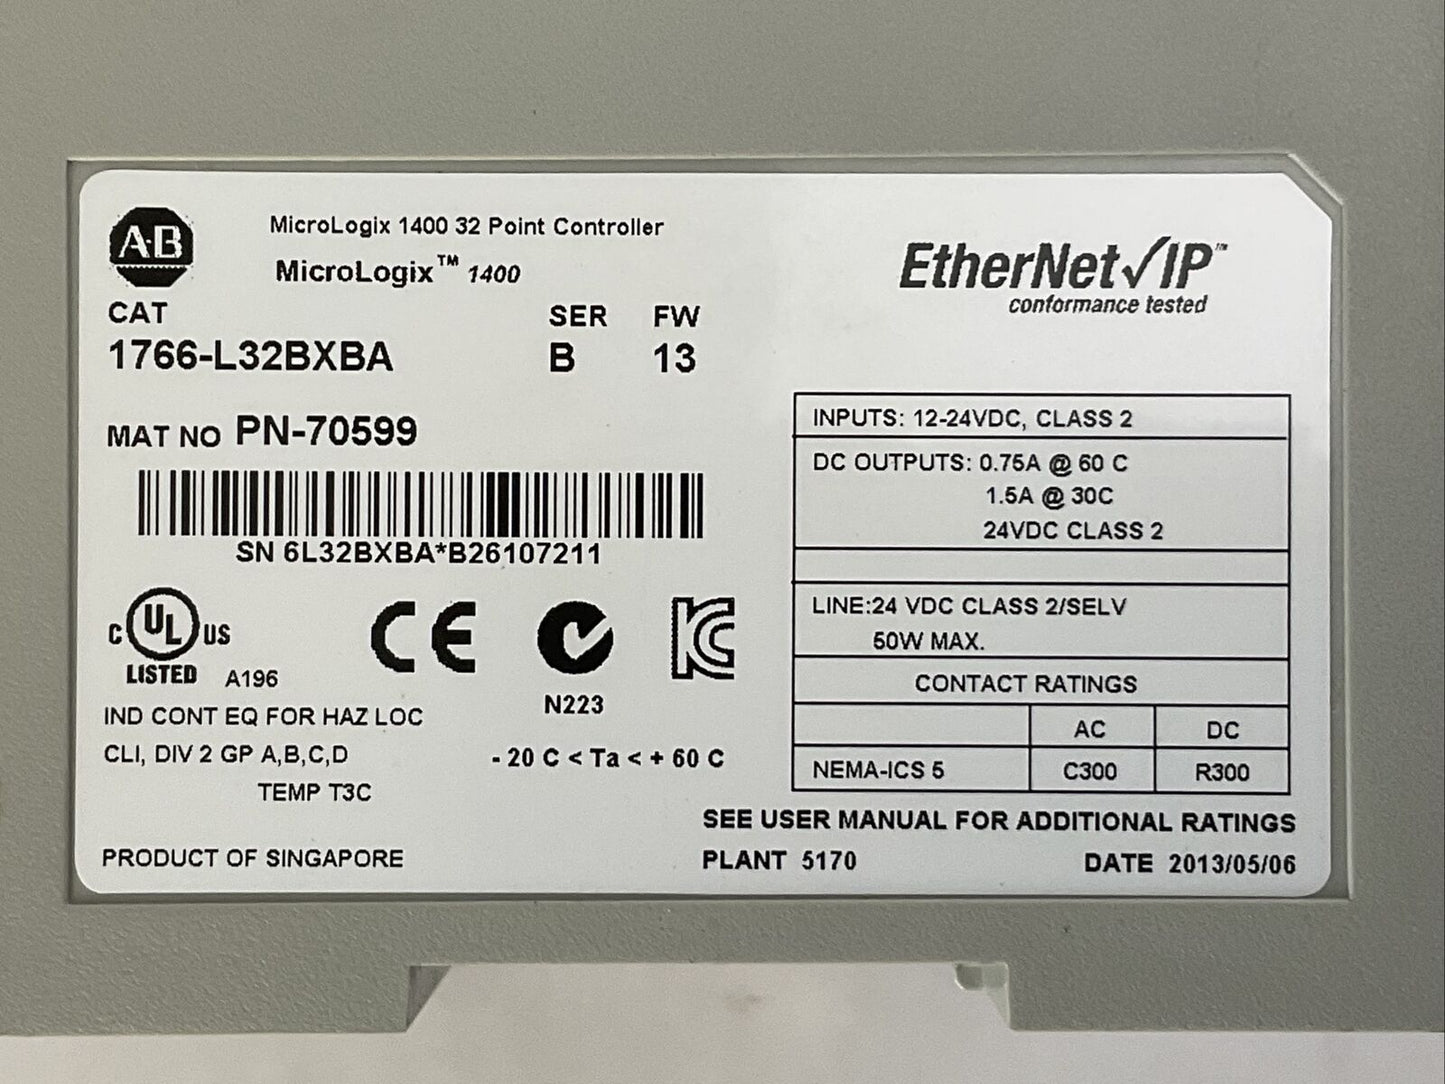 A·B
MicroLogix 1400 32 Point Controller
MicroLogix™ 1400
EtherNet/IP™
conformance tested
CAT SER FW
1766-L32BXBA B 13
MAT NO PN-70599
SN 6L32BXBA*B26107211
C UL US
LISTED A196
CE
N223
KC
IND CONT EQ FOR HAZ LOC
CLI, DIV 2 GP A,B,C,D
TEMP T3C
- 20 C < Ta < + 60 C
PRODUCT OF SINGAPORE
INPUTS: 12-24VDC, CLASS 2
DC OUTPUTS: 0.75A @ 60 C
1.5A @ 30C
24VDC CLASS 2
LINE:24 VDC CLASS 2/SELV
50W MAX.
CONTACT RATINGS
AC DC
NEMA-ICS 5 C300 R300
SEE USER MANUAL FOR ADDITIONAL RATINGS
PLANT 5170 DATE 2013/05/06